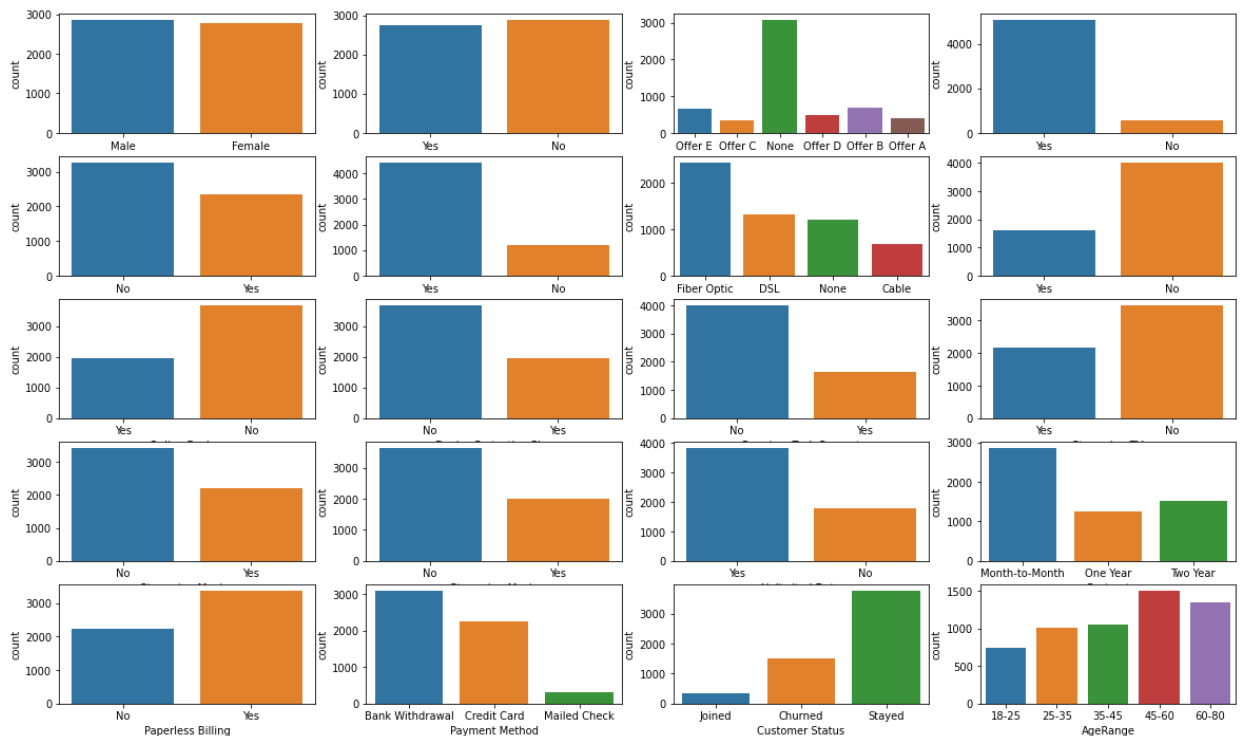 count
3000
2000
1000
0
Male Female
count
3000
2000
1000
0
Yes No
count
3000
2000
1000
0
Offer E Offer C None Offer D Offer B Offer A
count
4000
2000
0
Yes No
count
3000
2000
1000
0
No Yes
count
4000
3000
2000
1000
0
Yes No
count
2000
1000
0
Fiber Optic DSL None Cable
count
4000
3000
2000
1000
0
Yes No
count
3000
2000
1000
0
Yes No
count
3000
2000
1000
0
No Yes
count
4000
3000
2000
1000
0
No Yes
count
3000
2000
1000
0
Yes No
count
3000
2000
1000
0
No Yes
count
3000
2000
1000
0
No Yes
count
4000
3000
2000
1000
0
Yes No
count
3000
2000
1000
0
Month-to-Month One Year Two Year
count
3000
2000
1000
0
No Yes
Paperless Billing
count
3000
2000
1000
0
Bank Withdrawal Credit Card Mailed Check
Payment Method
count
3000
2000
1000
0
Joined Churned Stayed
Customer Status
count
1500
1000
500
0
18-25 25-35 35-45 45-60 60-80
AgeRange